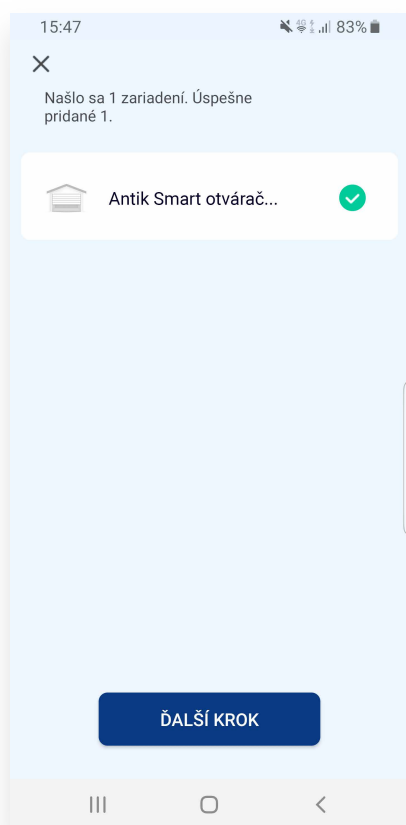 15:47
83%
Našlo sa 1 zariadení. Úspešne
pridané 1.
Antik Smart otvárač...
ĎALŠÍ KROK